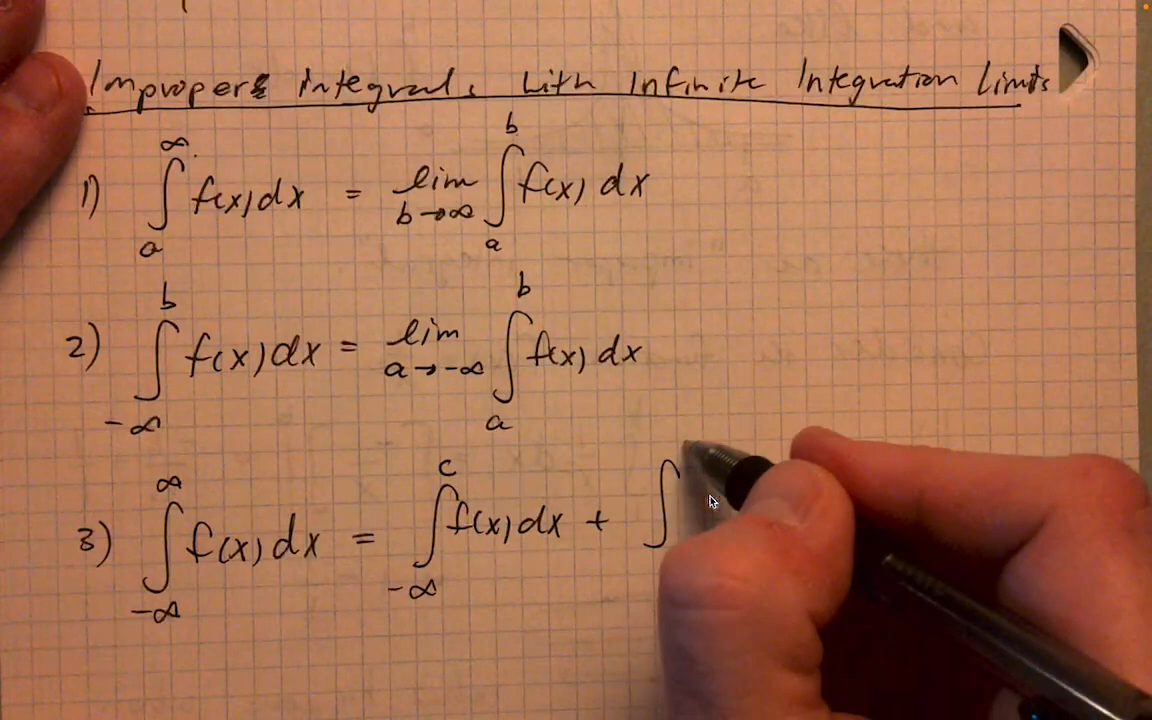 Improper integrals with Infinite Integration Limits
1) ∫_a^∞ f(x) dx = lim_{b→∞} ∫_a^b f(x) dx
2) ∫_{-∞}^b f(x) dx = lim_{a→-∞} ∫_a^b f(x) dx
3) ∫_{-∞}^∞ f(x) dx = ∫_{-∞}^c f(x) dx + ∫